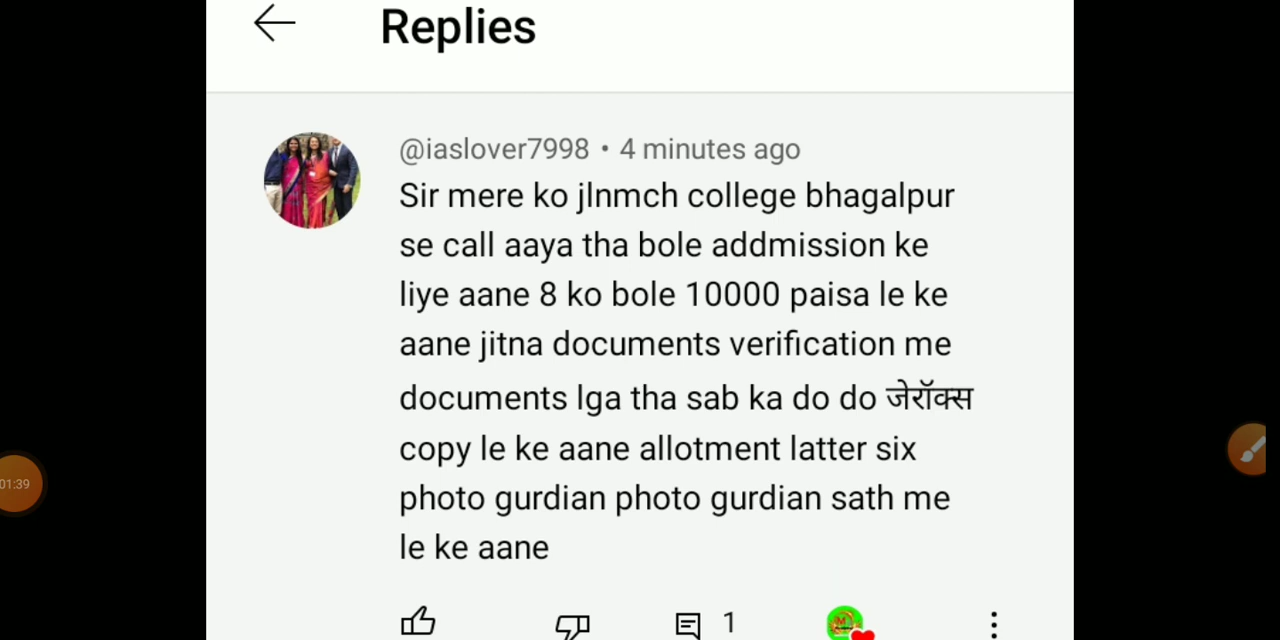 Replies
@iaslover7998 • 4 minutes ago
Sir mere ko jlnmch college bhagalpur
se call aaya tha bole addmission ke
liye aane 8 ko bole 10000 paisa le ke
aane jitna documents verification me
documents lga tha sab ka do do जेरॉक्स
copy le ke aane allotment latter six
photo gurdian photo gurdian sath me
le ke aane
1
01:39